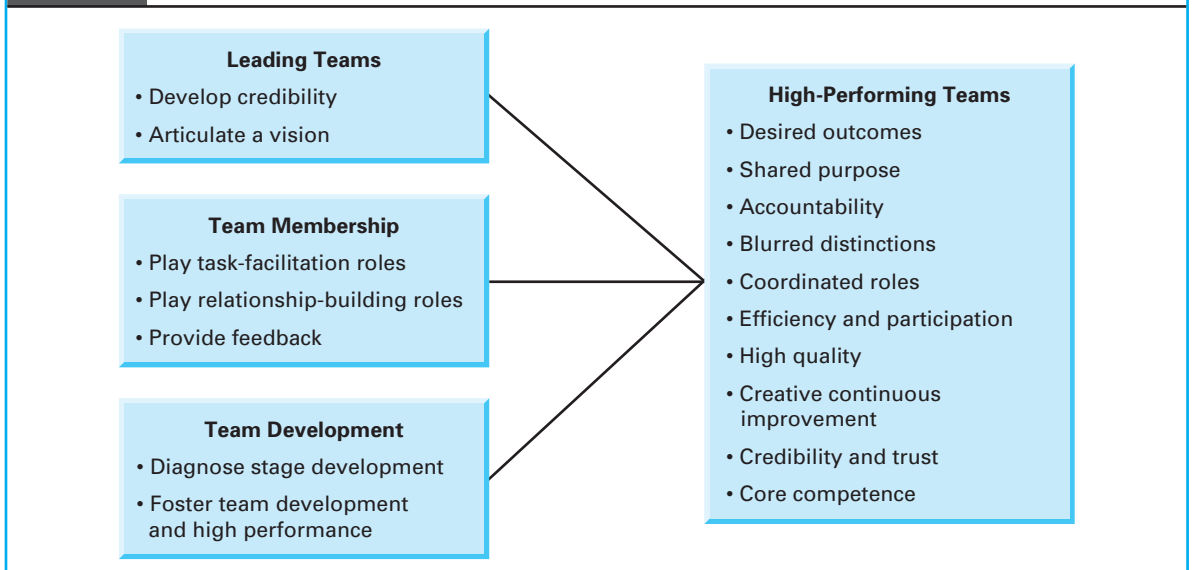 Leading Teams
• Develop credibility
• Articulate a vision
Team Membership
• Play task-facilitation roles
• Play relationship-building roles
• Provide feedback
Team Development
• Diagnose stage development
• Foster team development
and high performance
High-Performing Teams
• Desired outcomes
• Shared purpose
• Accountability
• Blurred distinctions
• Coordinated roles
• Efficiency and participation
• High quality
• Creative continuous
improvement
• Credibility and trust
• Core competence